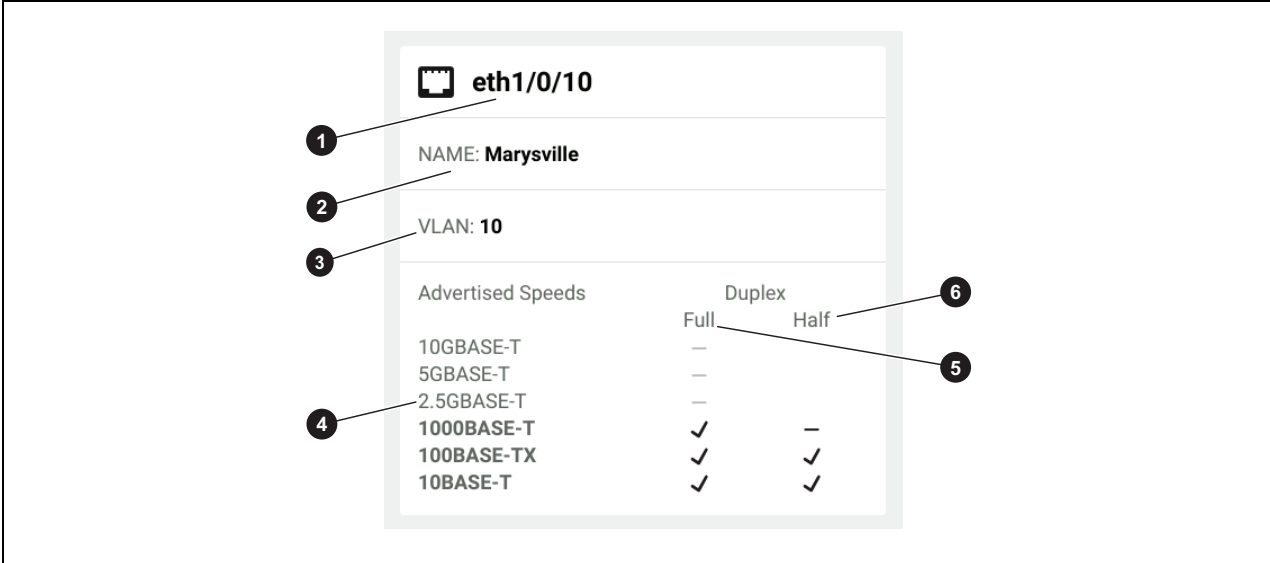 eth1/0/10
1
NAME: Marysville
2
VLAN: 10
3
Advertised Speeds Duplex
6
Full Half
10GBASE-T –
5GBASE-T –
5
2.5GBASE-T –
4
1000BASE-T ✓ –
100BASE-TX ✓ ✓
10BASE-T ✓ ✓